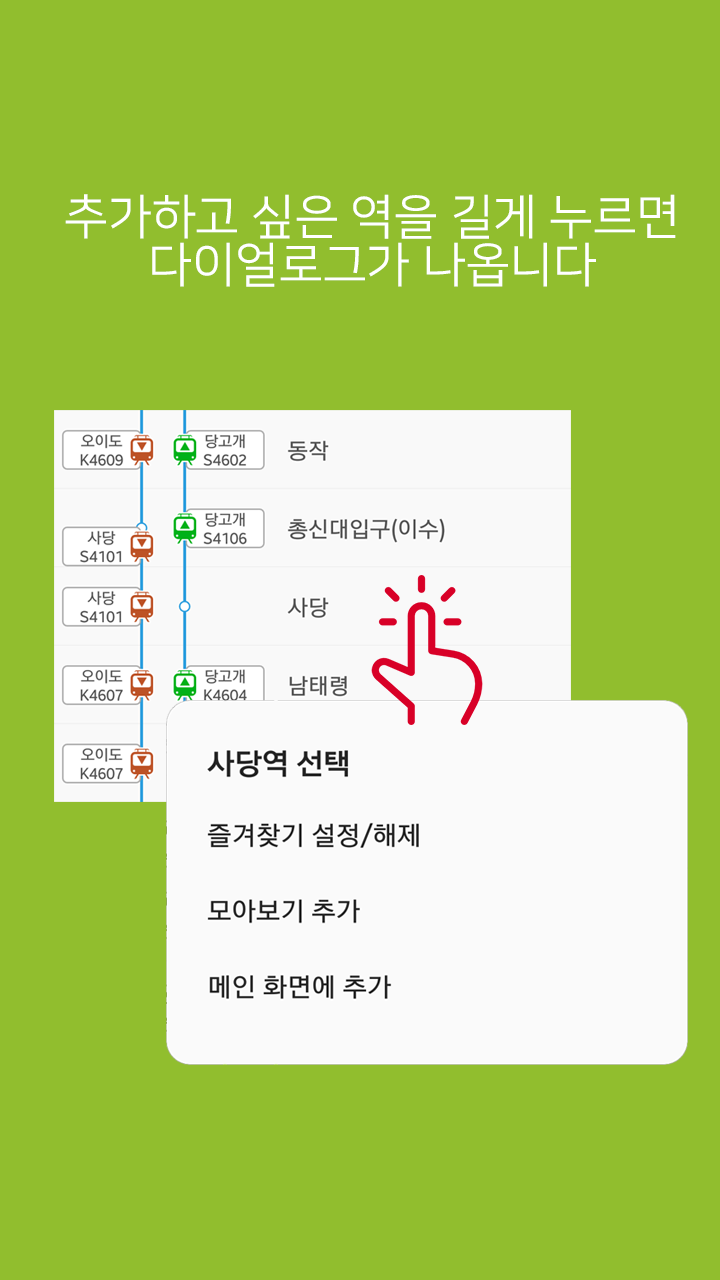 추가하고 싶은 역을 길게 누르면
다이얼로그가 나옵니다
오이도
K4609
당고개
S4602
동작
당고개
S4106
총신대입구(이수)
사당
S4101
사당
S4101
사당
오이도
K4607
당고개
K4604
남태령
오이도
K4607
사당역 선택
즐겨찾기 설정/해제
모아보기 추가
메인 화면에 추가